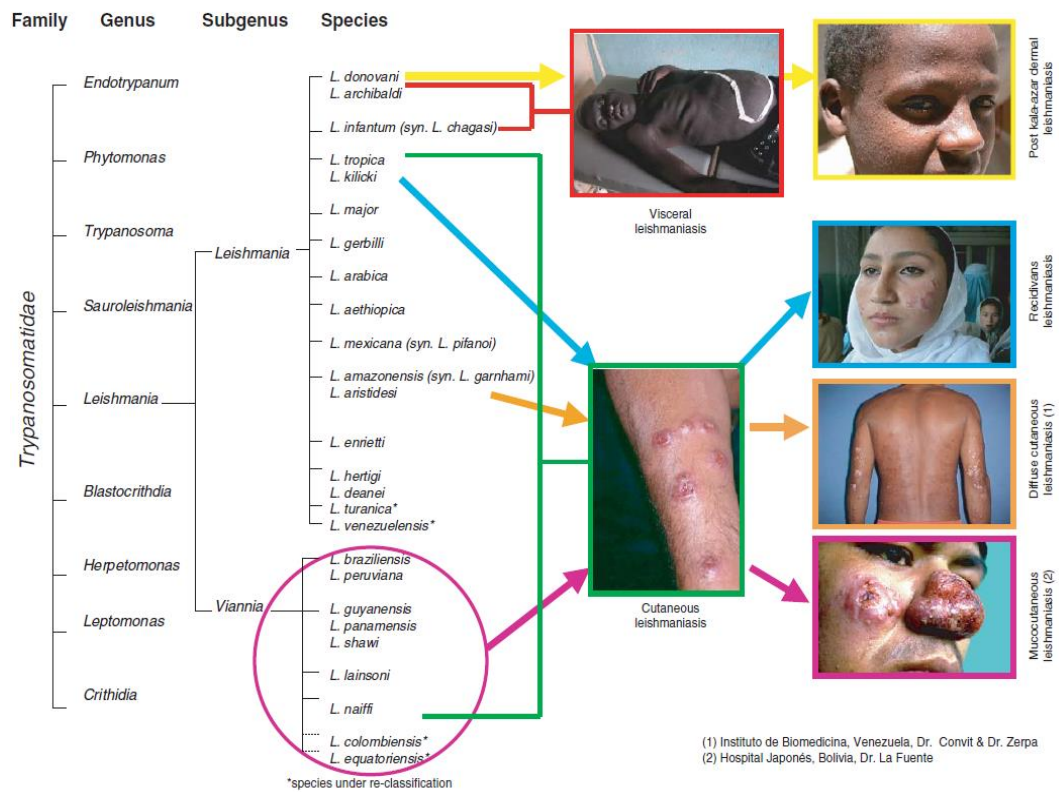 Family Genus Subgenus Species
Trypanosomatidae
Endotrypanum
Phytomonas
Trypanosoma
Sauroleishmania
Leishmania
Blastocrithdia
Herpetomonas
Leptomonas
Crithidia
Leishmania
Viannia
L. donovani
L. archibaldi
L. infantum (syn. L. chagasi)
L. tropica
L. kilicki
L. major
L. gerbilli
L. arabica
L. aethiopica
L. mexicana (syn. L. pifanoi)
L. amazonensis (syn. L. garnhami)
L. aristidesi
L. enrietti
L. hertigi
L. deanei
L. turanica*
L. venezuelensis*
L. braziliensis
L. peruviana
L. guyanensis
L. panamensis
L. shawi
L. lainsoni
L. naiffi
L. colombiensis*
L. equatoriensis*
*species under re-classification
Visceral
leishmaniasis
Cutaneous
leishmaniasis
Post kala-azar dermal
leishmaniasis
Recidivans
leishmaniasis
Diffuse cutaneous
leishmaniasis (1)
Mucocutaneous
leishmaniasis (2)
(1) Instituto de Biomedicina, Venezuela, Dr. Convit & Dr. Zerpa
(2) Hospital Japonés, Bolivia, Dr. La Fuente